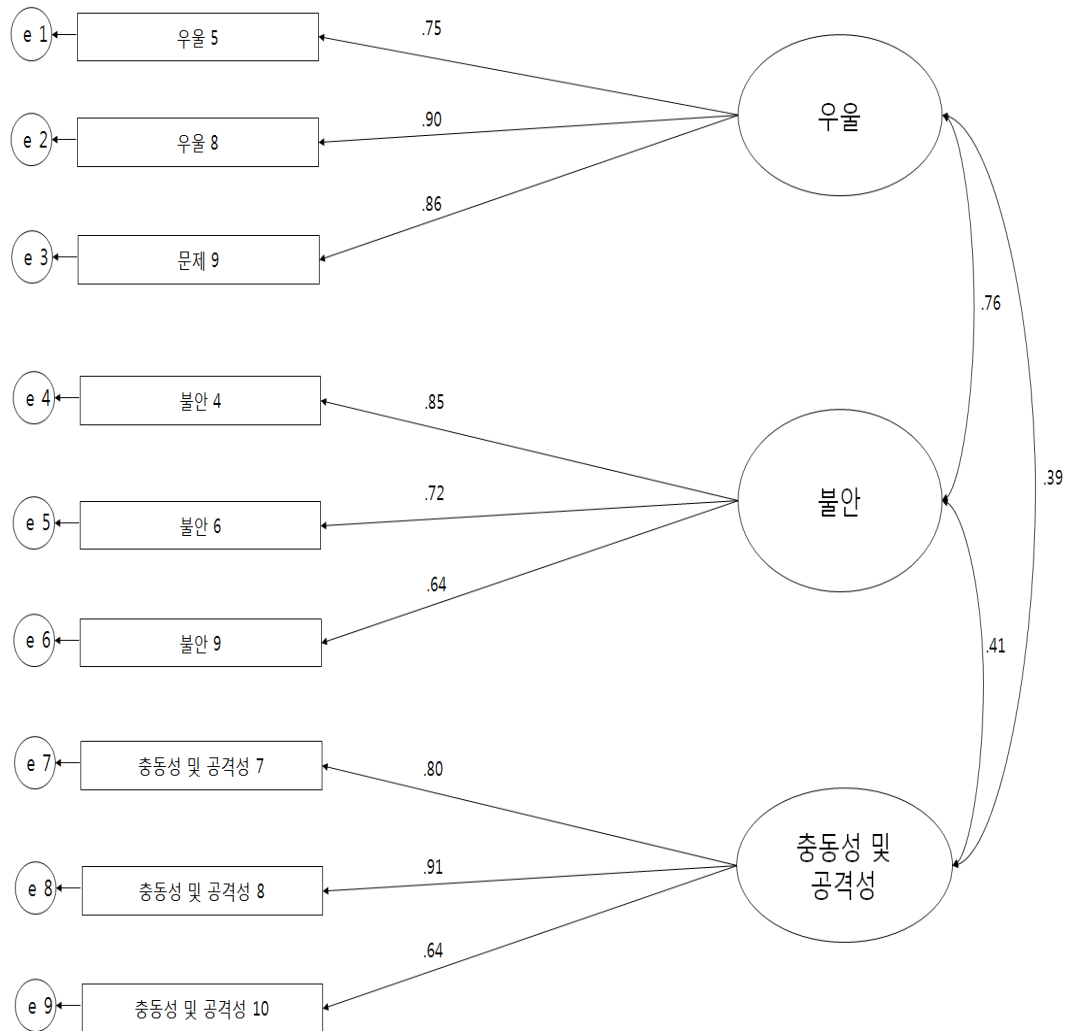 e 1
우울 5
.75
e 2
우울 8
.90
우울
e 3
문제 9
.86
.76
e 4
불안 4
.85
e 5
불안 6
.72
불안
.39
e 6
불안 9
.64
.41
e 7
충동성 및 공격성 7
.80
충동성 및
공격성
e 8
충동성 및 공격성 8
.91
e 9
충동성 및 공격성 10
.64